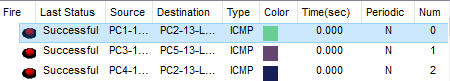 Fire Last Status Source Destination Type Color Time(sec) Periodic Num
Successful PC1-1... PC2-13-L... ICMP 0.000 N 0
Successful PC3-1... PC5-13-L... ICMP 0.000 N 1
Successful PC4-1... PC2-13-L... ICMP 0.000 N 2